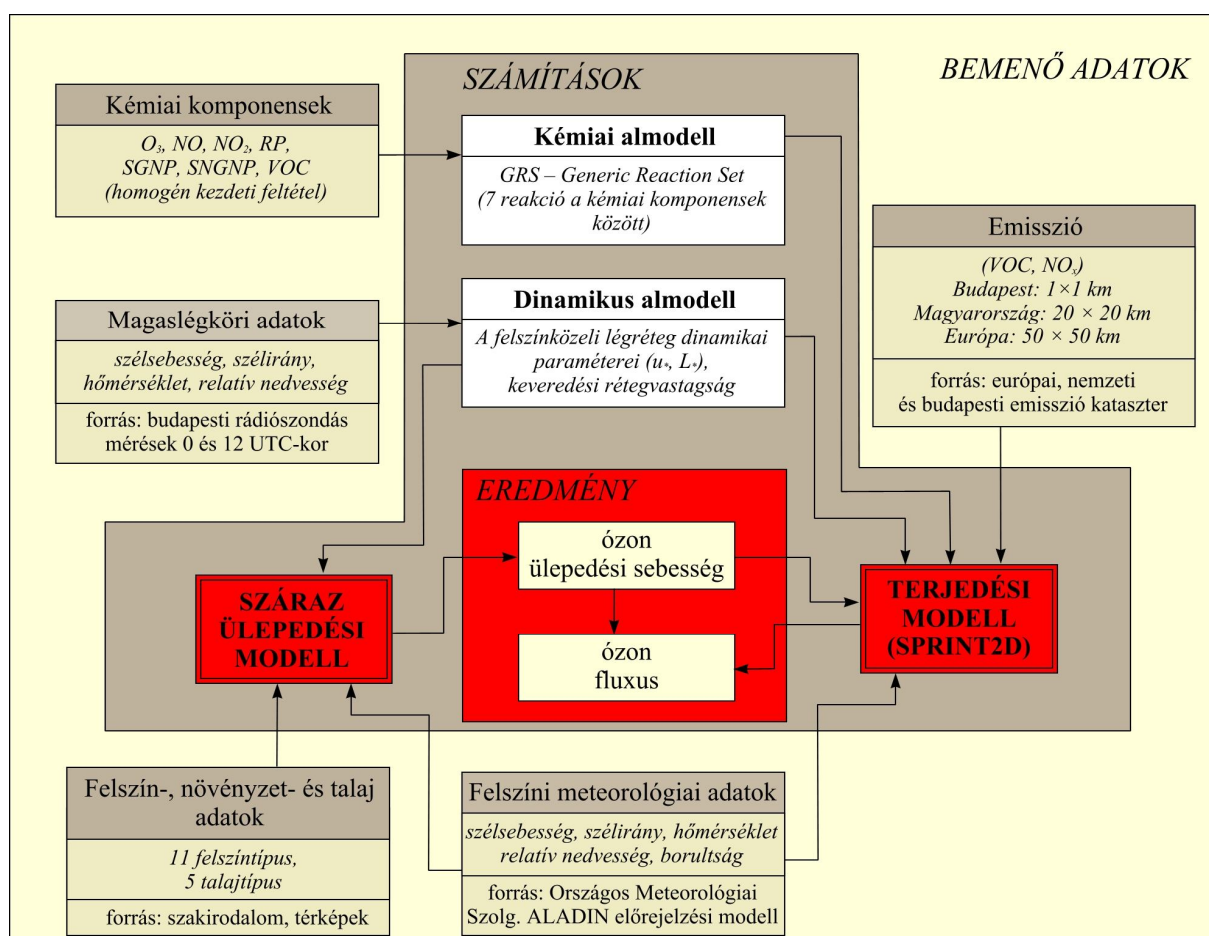 BEMENŐ ADATOK
SZÁMÍTÁSOK
Kémiai komponensek
O₃, NO, NO₂, RP,
SGNP, SNGNP, VOC
(homogén kezdeti feltétel)
Kémiai almodell
GRS – Generic Reaction Set
(7 reakció a kémiai komponensek
között)
Emisszió
(VOC, NOₓ)
Budapest: 1×1 km
Magyarország: 20 × 20 km
Európa: 50 × 50 km
forrás: európai, nemzeti
és budapesti emisszió kataszter
Magaslégköri adatok
szélsebesség, szélirány,
hőmérséklet, relatív nedvesség
forrás: budapesti rádiószondás
mérések 0 és 12 UTC-kor
Dinamikus almodell
A felszínközeli légréteg dinamikai
paraméterei (u*, L*),
keveredési rétegvastagság
EREDMÉNY
ózon
ülepedési sebesség
ózon
fluxus
SZÁRAZ
ÜLEPEDÉSI
MODELL
TERJEDÉSI
MODELL
(SPRINT2D)
Felszín-, növényzet- és talaj
adatok
11 felszíntípus,
5 talajtípus
forrás: szakirodalom, térképek
Felszíni meteorológiai adatok
szélsebesség, szélirány, hőmérséklet
relatív nedvesség, borultság
forrás: Országos Meteorológiai
Szolg. ALADIN előrejelzési modell